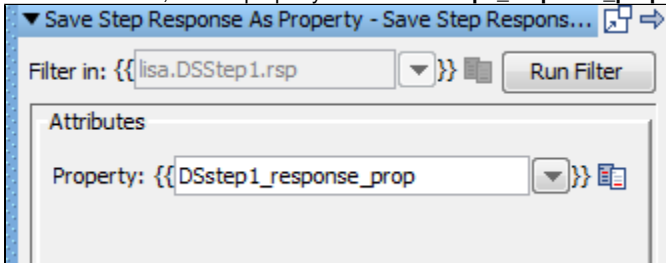 ▼ Save Step Response As Property - Save Step Respons...
Filter in: {{lisa.DSStep1.rsp}} Run Filter
Attributes
Property: {{DSstep1_response_prop}}